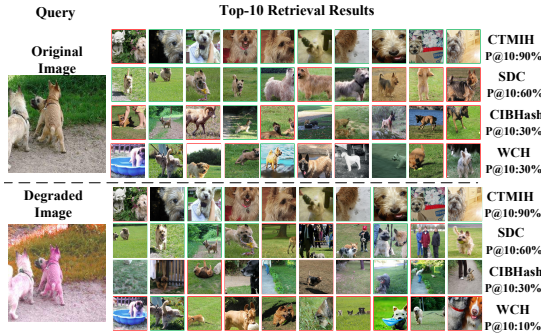 Query
Top-10 Retrieval Results
Original
Image
CTMIH
P@10:90%
SDC
P@10:60%
CIBHash
P@10:30%
WCH
P@10:30%
Degraded
Image
CTMIH
P@10:90%
SDC
P@10:60%
CIBHash
P@10:30%
WCH
P@10:10%